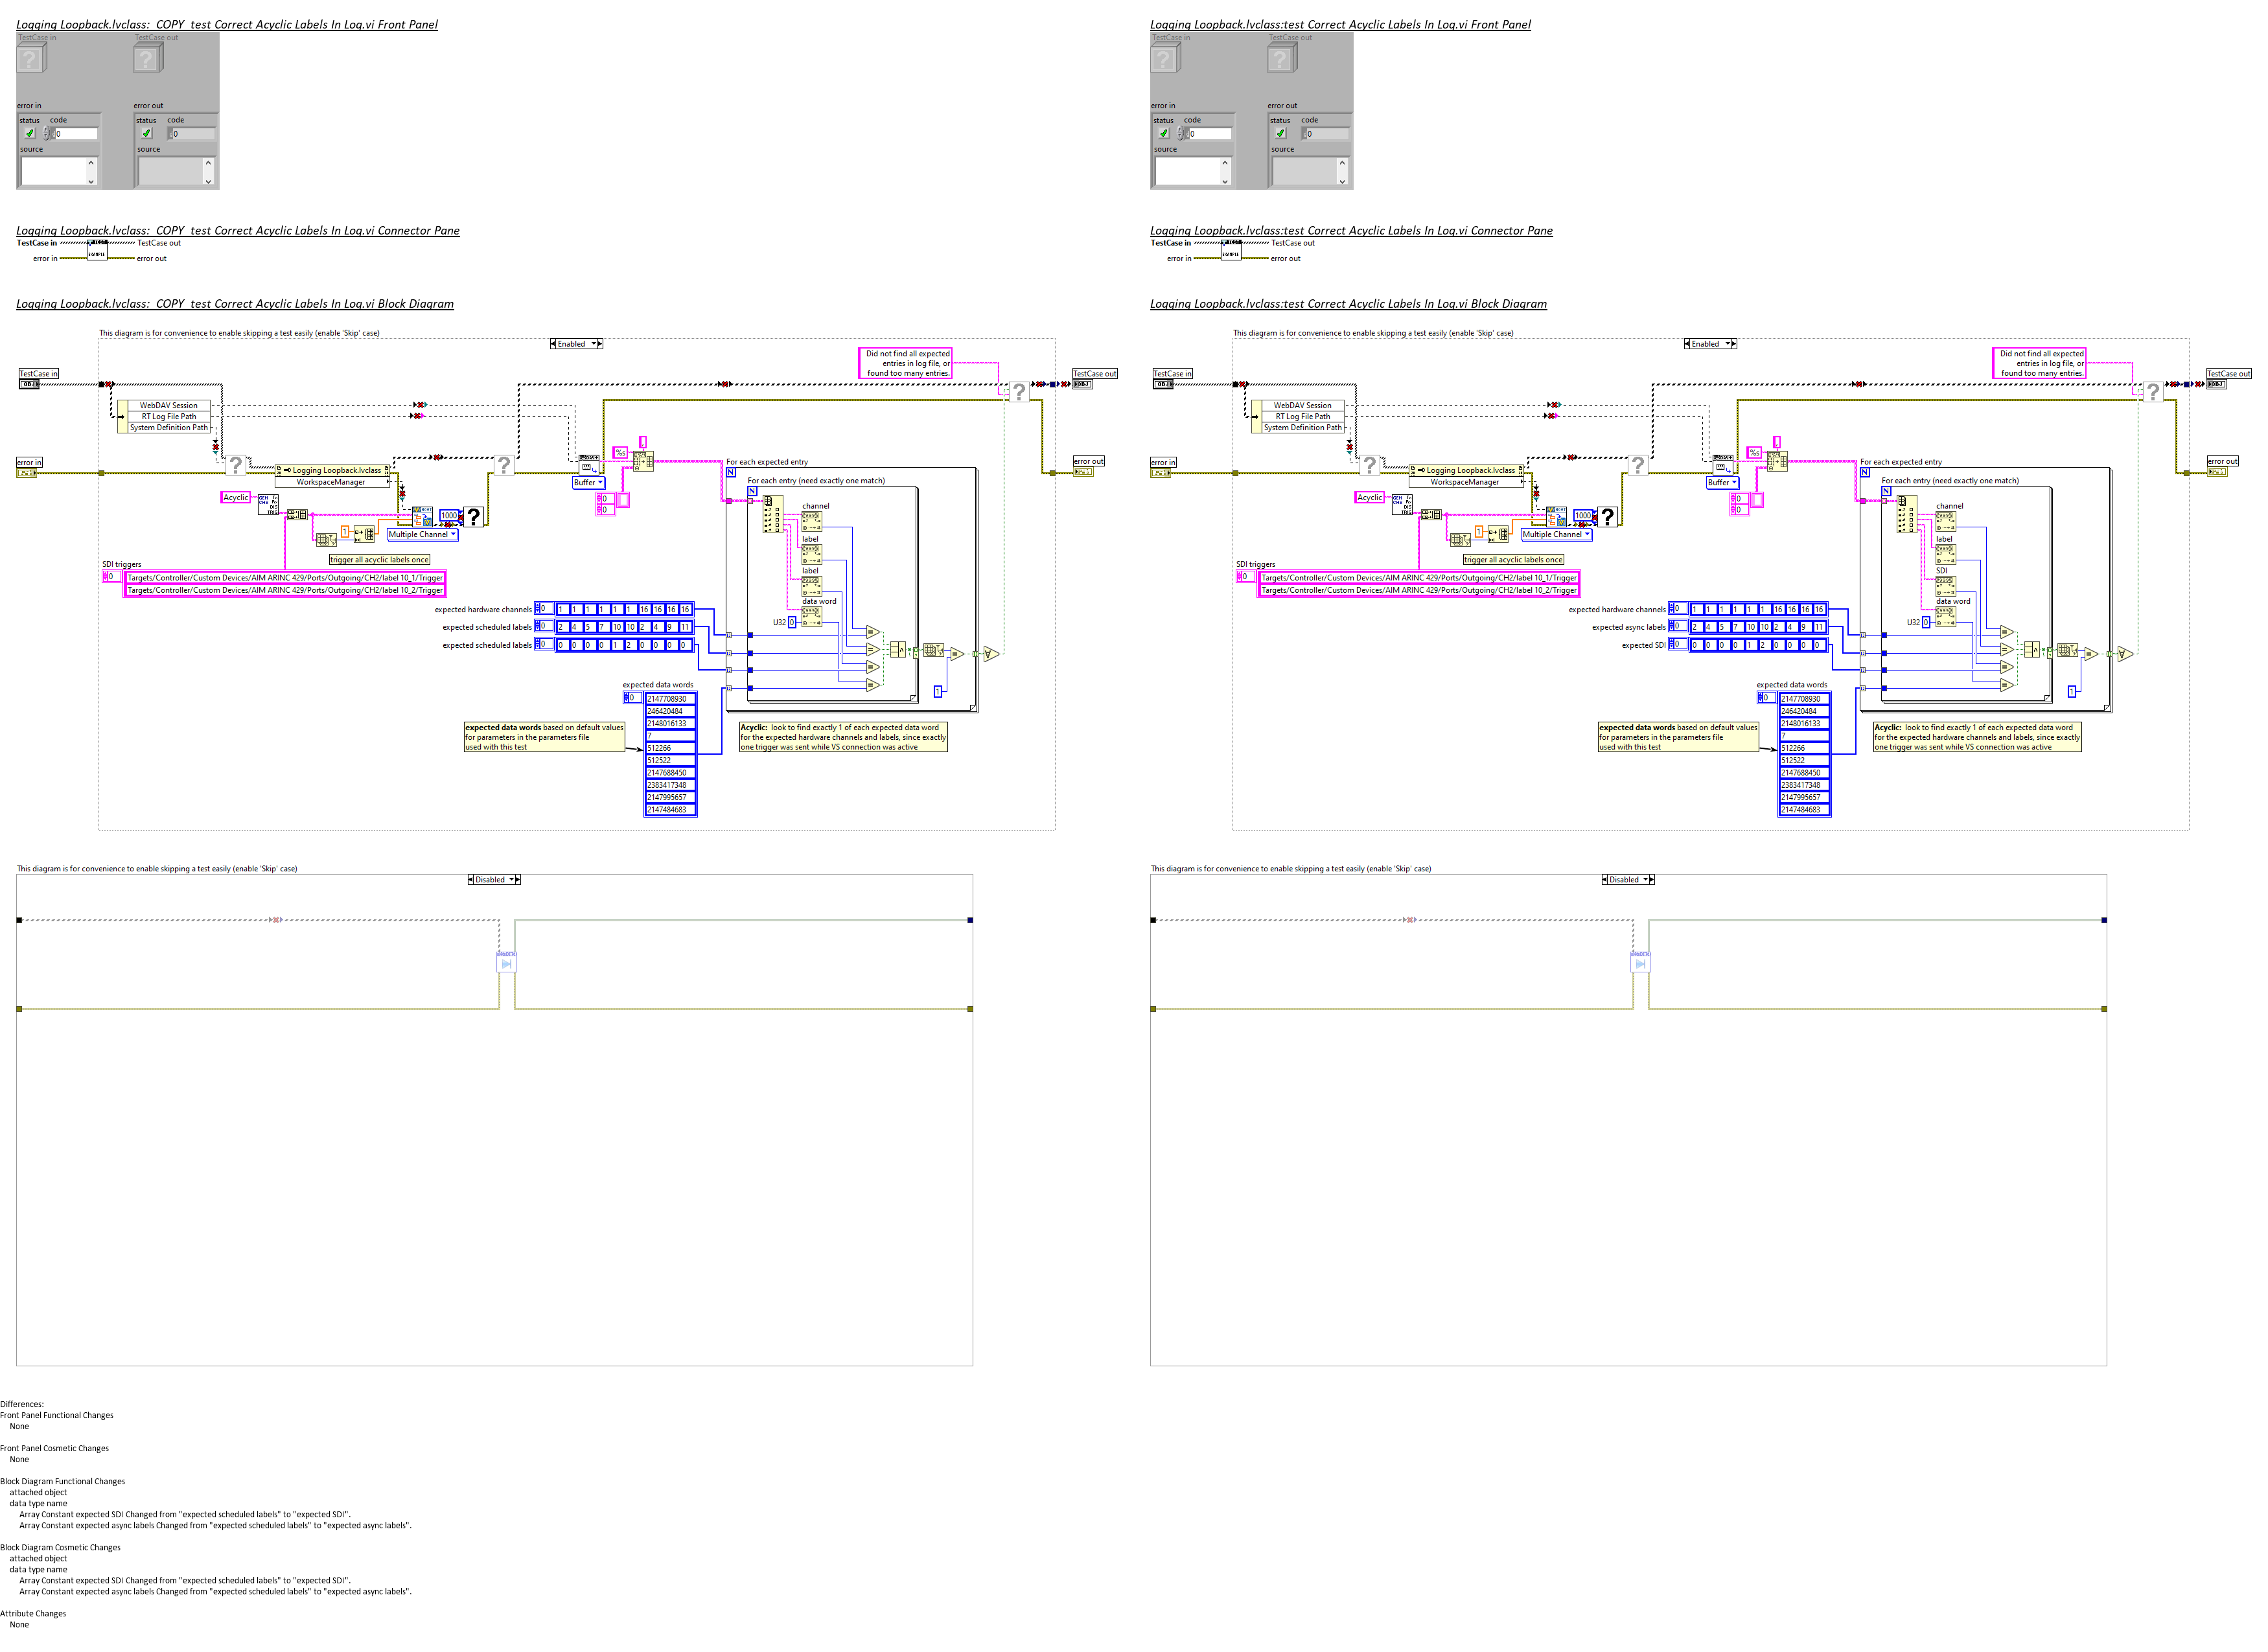 Logging Loopback.lvclass:  COPY  test Correct Acyclic Labels In Log.vi Front Panel
TestCase in
TestCase out
error in
error out
status
code
status
code
0
0
source
source
Logging Loopback.lvclass:  COPY  test Correct Acyclic Labels In Log.vi Connector Pane
TestCase in
TestCase out
error in
error out
Logging Loopback.lvclass:  COPY  test Correct Acyclic Labels In Log.vi Block Diagram
This diagram is for convenience to enable skipping a test easily (enable 'Skip' case)
Enabled
Did not find all expected
entries in log file, or
found too many entries.
TestCase in
TestCase out
WebDAV Session
RT Log File Path
System Definition Path
error in
error out
Logging Loopback.lvclass
WorkspaceManager
%s
,
Buffer
For each expected entry
N
For each entry (need exactly one match)
N
Acyclic
1000
1
Multiple Channel
trigger all acyclic labels once
0
0
channel
label
label
data word
U32 0
SDI triggers
0
Targets/Controller/Custom Devices/AIM ARINC 429/Ports/Outgoing/CH2/label 10_1/Trigger
Targets/Controller/Custom Devices/AIM ARINC 429/Ports/Outgoing/CH2/label 10_2/Trigger
expected hardware channels 0 1 1 1 1 1 1 16 16 16 16
expected scheduled labels 0 2 4 5 7 10 10 2 4 9 11
expected scheduled labels 0 0 0 0 0 1 2 0 0 0 0
1
expected data words
0
2147708930
246420484
2148016133
7
512266
512522
2147688450
2383417348
2147995657
2147484683
expected data words based on default values
for parameters in the parameters file
used with this test
Acyclic:  look to find exactly 1 of each expected data word
for the expected hardware channels and labels, since exactly
one trigger was sent while VS connection was active
This diagram is for convenience to enable skipping a test easily (enable 'Skip' case)
Disabled
Logging Loopback.lvclass:test Correct Acyclic Labels In Log.vi Front Panel
TestCase in
TestCase out
error in
error out
status
code
status
code
0
0
source
source
Logging Loopback.lvclass:test Correct Acyclic Labels In Log.vi Connector Pane
TestCase in
TestCase out
error in
error out
Logging Loopback.lvclass:test Correct Acyclic Labels In Log.vi Block Diagram
This diagram is for convenience to enable skipping a test easily (enable 'Skip' case)
Enabled
Did not find all expected
entries in log file, or
found too many entries.
TestCase in
TestCase out
WebDAV Session
RT Log File Path
System Definition Path
error in
error out
Logging Loopback.lvclass
WorkspaceManager
%s
,
Buffer
For each expected entry
N
For each entry (need exactly one match)
N
Acyclic
1000
1
Multiple Channel
trigger all acyclic labels once
0
0
channel
label
SDI
data word
U32 0
SDI triggers
0
Targets/Controller/Custom Devices/AIM ARINC 429/Ports/Outgoing/CH2/label 10_1/Trigger
Targets/Controller/Custom Devices/AIM ARINC 429/Ports/Outgoing/CH2/label 10_2/Trigger
expected hardware channels 0 1 1 1 1 1 1 16 16 16 16
expected async labels 0 2 4 5 7 10 10 2 4 9 11
expected SDI 0 0 0 0 0 1 2 0 0 0 0
1
expected data words
0
2147708930
246420484
2148016133
7
512266
512522
2147688450
2383417348
2147995657
2147484683
expected data words based on default values
for parameters in the parameters file
used with this test
Acyclic:  look to find exactly 1 of each expected data word
for the expected hardware channels and labels, since exactly
one trigger was sent while VS connection was active
This diagram is for convenience to enable skipping a test easily (enable 'Skip' case)
Disabled
Differences:
Front Panel Functional Changes
None
Front Panel Cosmetic Changes
None
Block Diagram Functional Changes
attached object
data type name
Array Constant expected SDI Changed from "expected scheduled labels" to "expected SDI".
Array Constant expected async labels Changed from "expected scheduled labels" to "expected async labels".
Block Diagram Cosmetic Changes
attached object
data type name
Array Constant expected SDI Changed from "expected scheduled labels" to "expected SDI".
Array Constant expected async labels Changed from "expected scheduled labels" to "expected async labels".
Attribute Changes
None